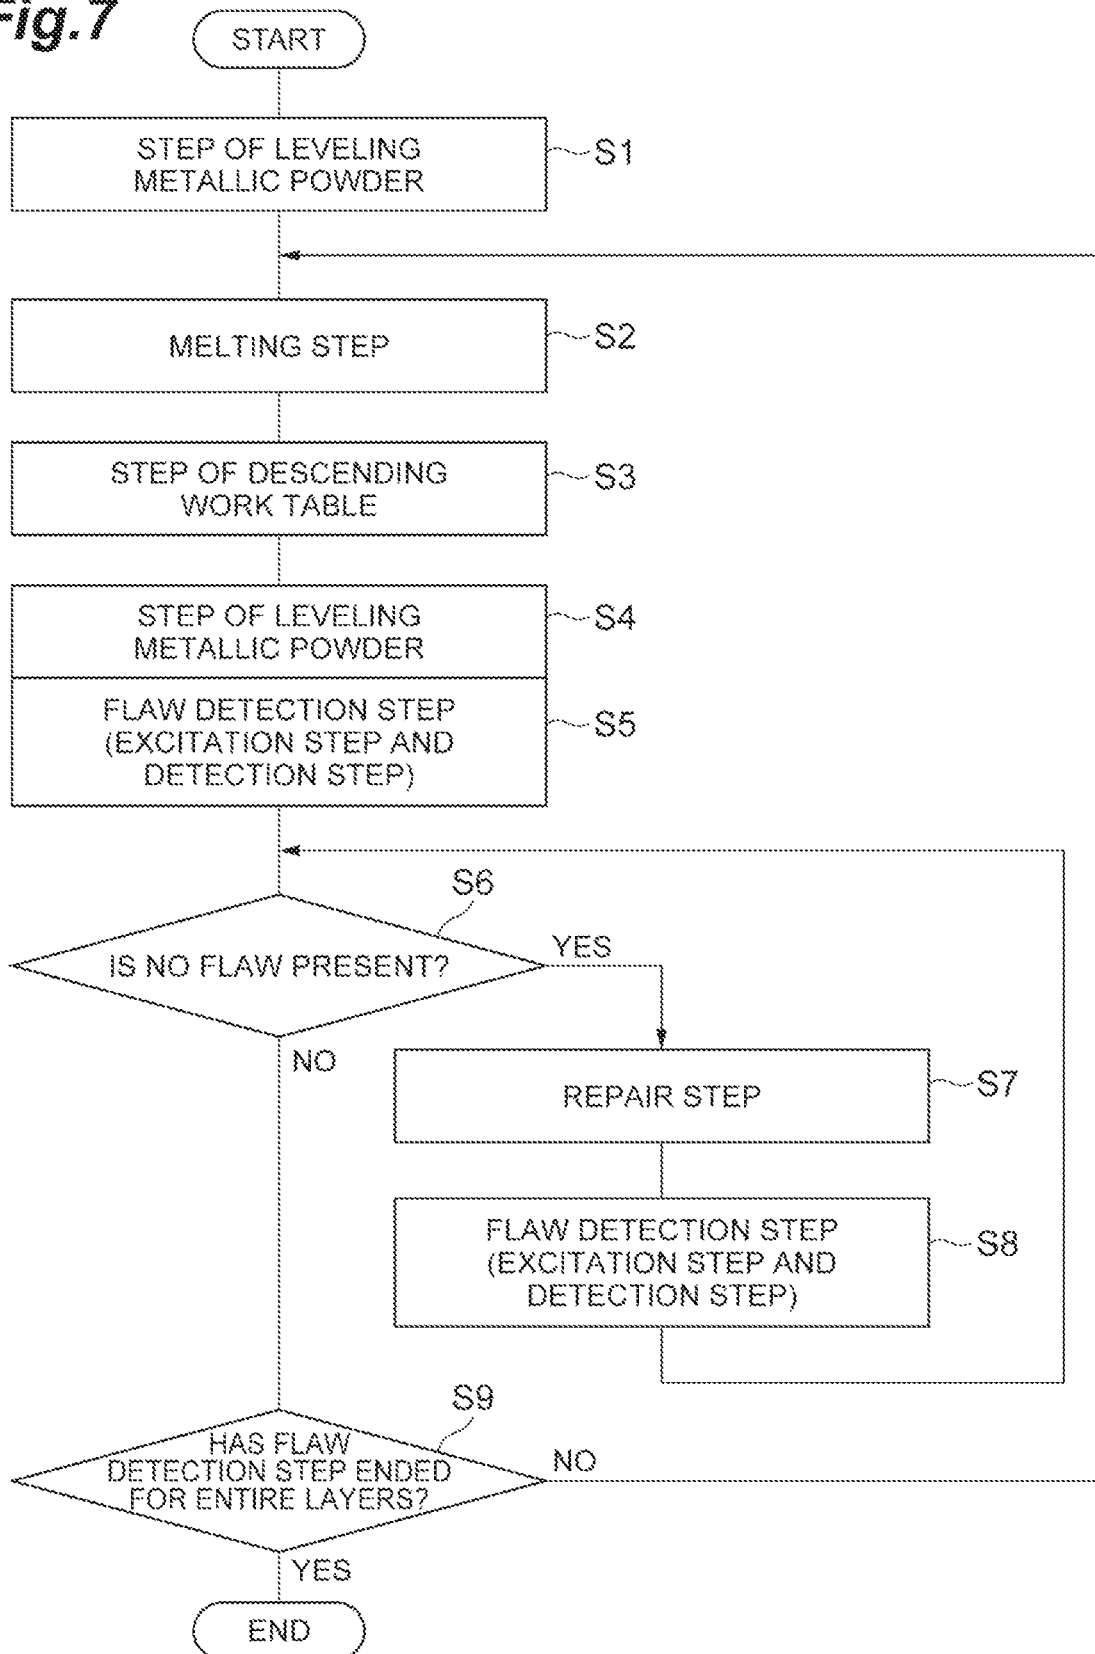 Fig.7
START
STEP OF LEVELING
METALLIC POWDER
S1
MELTING STEP
S2
STEP OF DESCENDING
WORK TABLE
S3
STEP OF LEVELING
METALLIC POWDER
S4
FLAW DETECTION STEP
(EXCITATION STEP AND
DETECTION STEP)
S5
S6
IS NO FLAW PRESENT?
YES
NO
REPAIR STEP
S7
FLAW DETECTION STEP
(EXCITATION STEP AND
DETECTION STEP)
S8
S9
HAS FLAW
DETECTION STEP ENDED
FOR ENTIRE LAYERS?
NO
YES
END